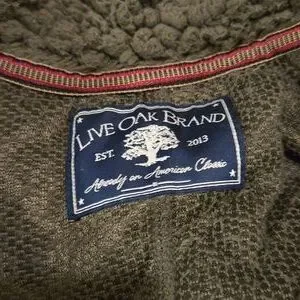 LIVE OAK BRAND
EST. 2013
Already an American Classic